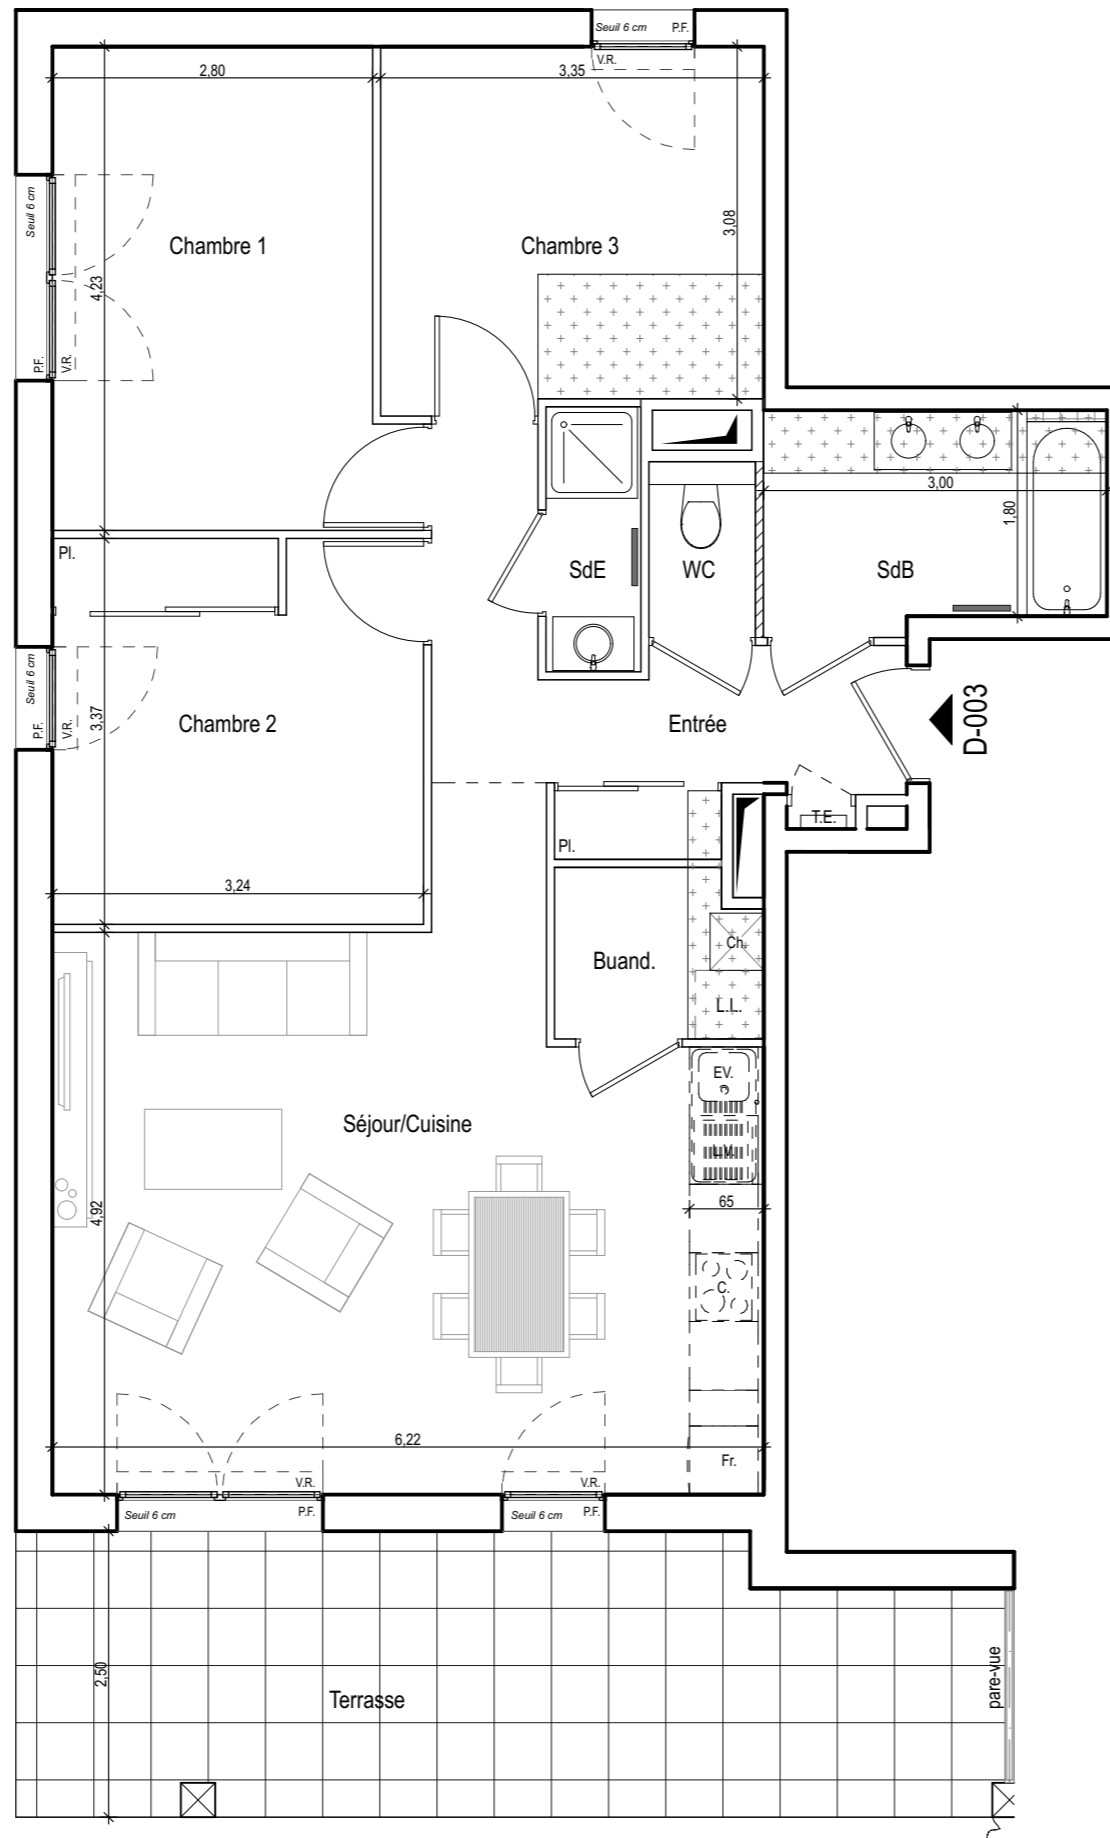 Seuil 6 cm P.F.
V.R.
2,80
3,35
Seuil 6 cm
3,08
Chambre 1
Chambre 3
4,23
P.F.
V.R.
3,00
1,80
Pl.
SdE
WC
SdB
Seuil 6 cm
P.F.
V.R.
3,37
Chambre 2
Entrée
D-003
T.E.
Pl.
3,24
Ch.
Buand.
L.L.
EV.
Séjour/Cuisine
L.V.
65
4,92
C.
6,22
Fr.
V.R.
V.R.
Seuil 6 cm P.F.
Seuil 6 cm P.F.
2,50
Terrasse
pare-vue